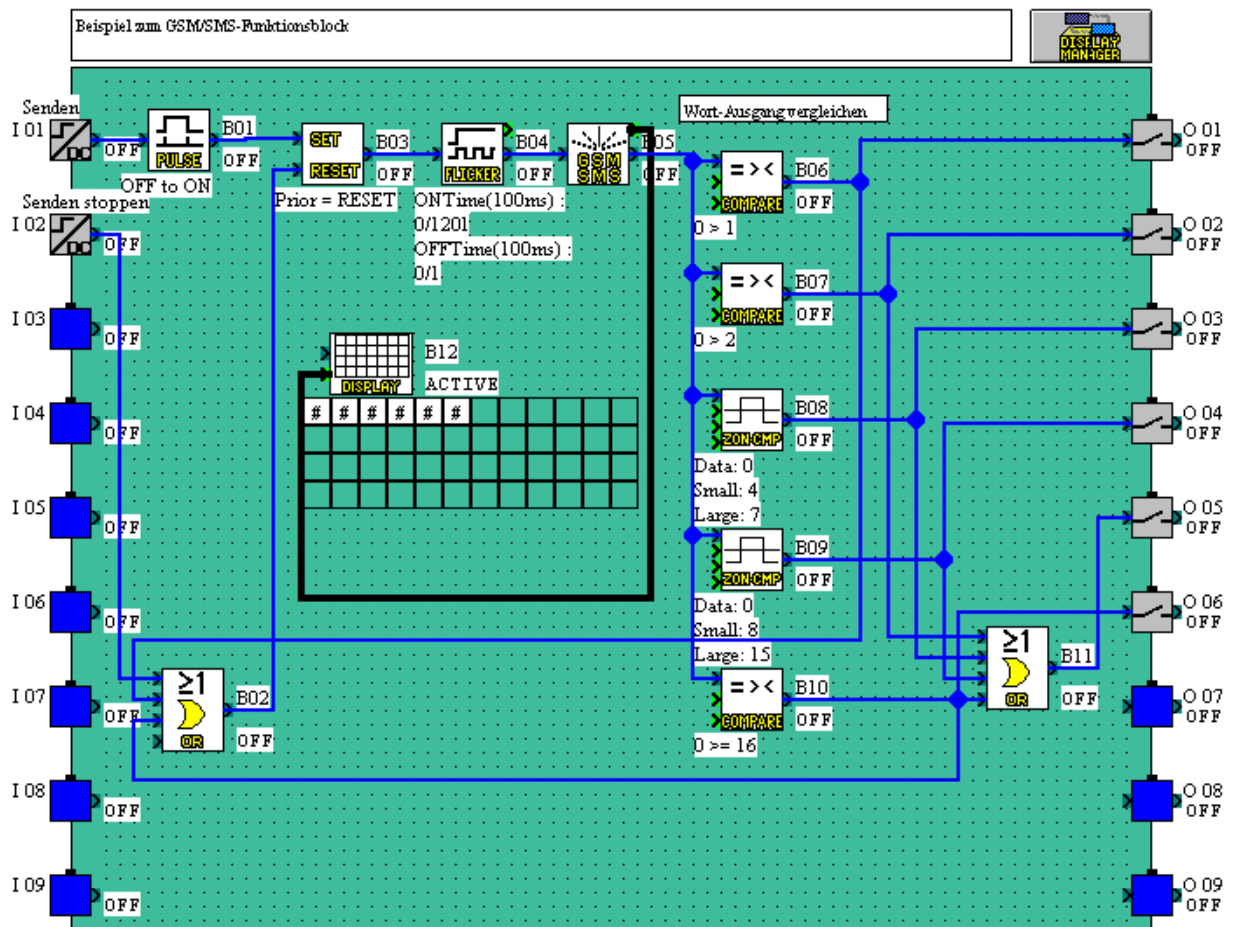 Beispiel zum GSM/SMS-Funktionsblock
DISPLAY
MANAGER
Senden
I 01
DC
OFF
PULSE
B01
OFF
OFF to ON
SET
RESET
B03
OFF
Prior = RESET
FLICKER
B04
OFF
ONTime(100ms) :
0/1201
OFFTime(100ms) :
0/1
GSM
SMS
B05
OFF
Wort-Ausgang vergleichen
= > <
COMPARE
B06
OFF
0 > 1
O 01
OFF
Senden stoppen
I 02
DC
OFF
O 02
OFF
= > <
COMPARE
B07
OFF
0 > 2
I 03
OFF
O 03
OFF
DISPLAY
B12
ACTIVE
# # # # # #
I 04
OFF
ZON-CMP
B08
OFF
Data: 0
Small: 4
Large: 7
O 04
OFF
I 05
OFF
ZON-CMP
B09
OFF
Data: 0
Small: 8
Large: 15
O 05
OFF
I 06
OFF
O 06
OFF
≥1
OR
B02
OFF
= > <
COMPARE
B10
OFF
0 >= 16
≥1
OR
B11
OFF
I 07
OFF
O 07
OFF
I 08
OFF
O 08
OFF
I 09
OFF
O 09
OFF